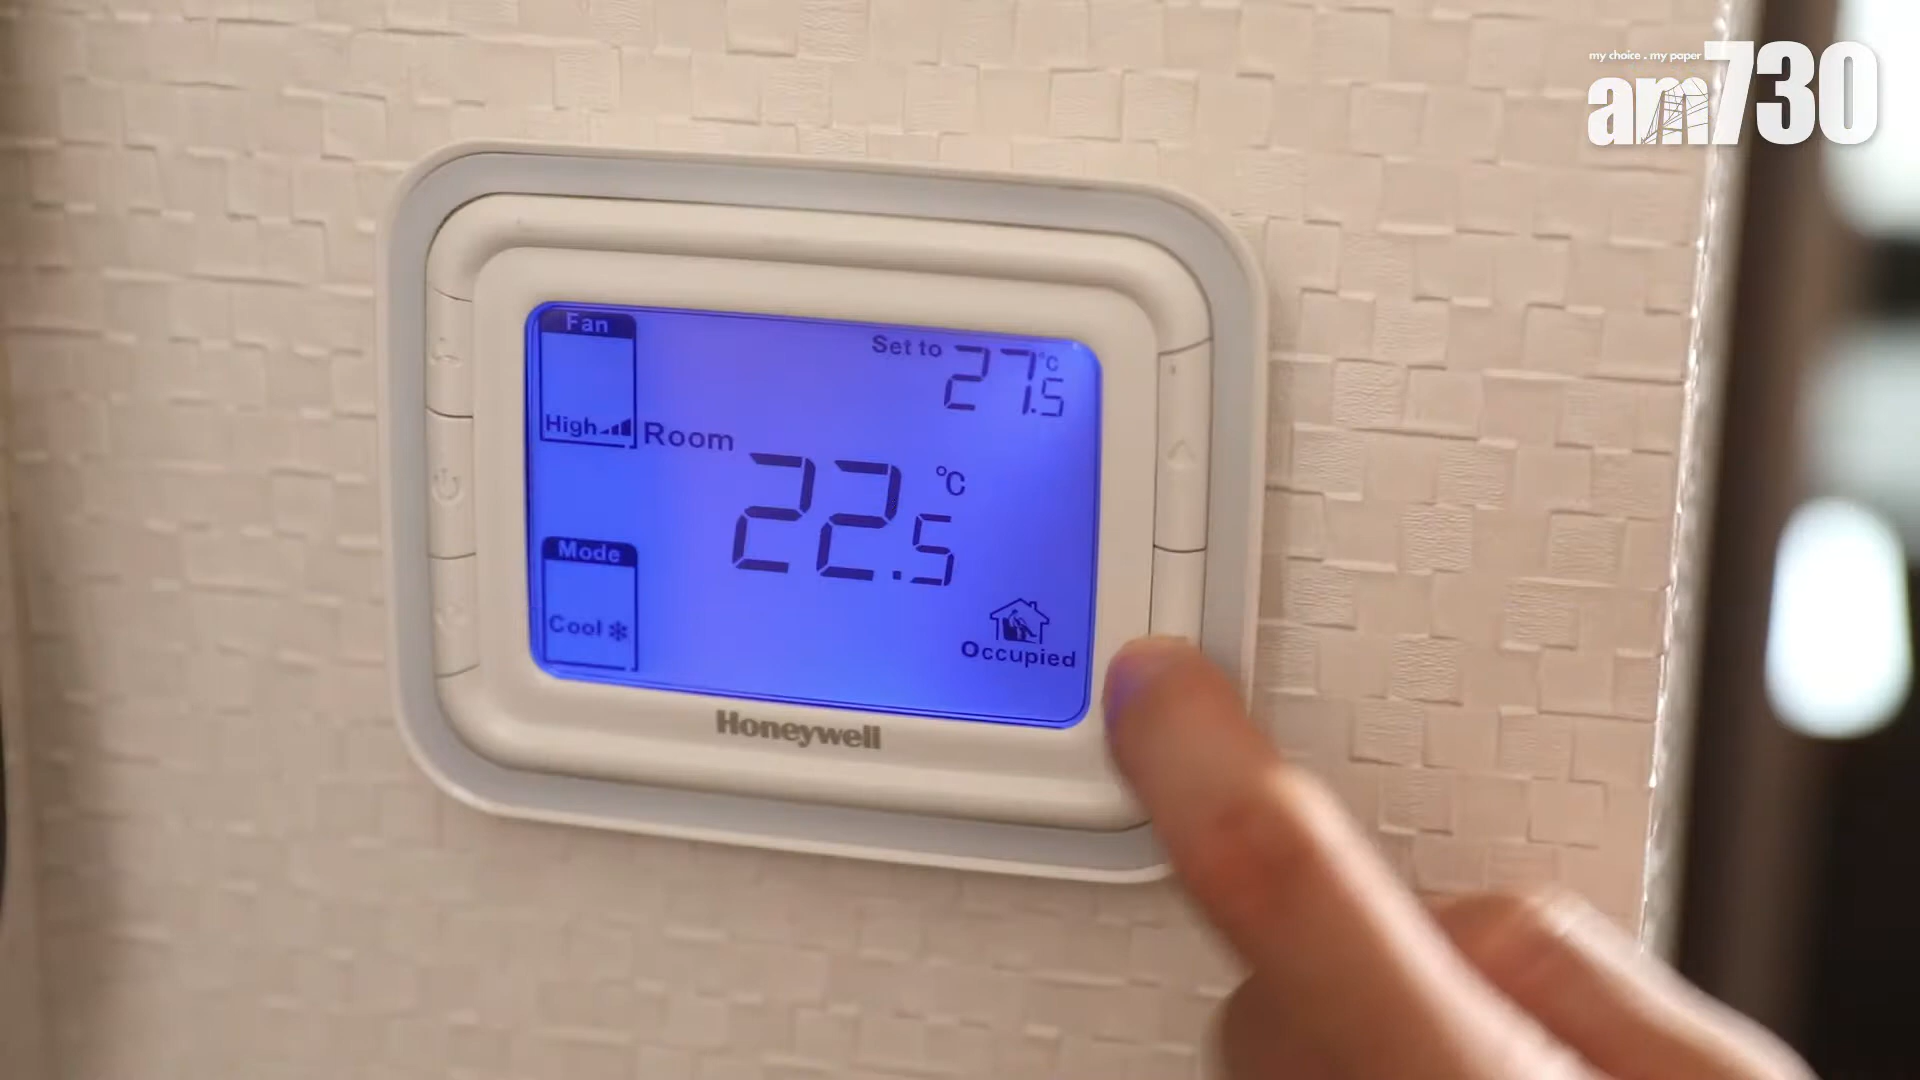 my choice . my paper
am730
Fan
Set to 27.5 °C
High
Room
22.5 °C
Mode
Cool
Occupied
Honeywell